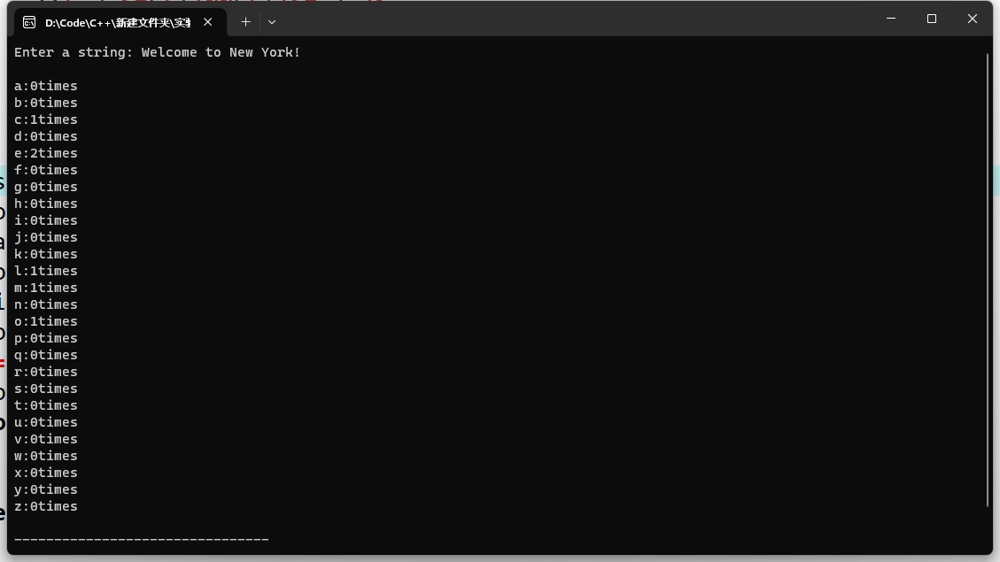 D:\Code\C++\新建文件夹\实
Enter a string: Welcome to New York!
a:0times
b:0times
c:1times
d:0times
e:2times
f:0times
g:0times
h:0times
i:0times
j:0times
k:0times
l:1times
m:1times
n:0times
o:1times
p:0times
q:0times
r:0times
s:0times
t:0times
u:0times
v:0times
w:0times
x:0times
y:0times
z:0times
--------------------------------